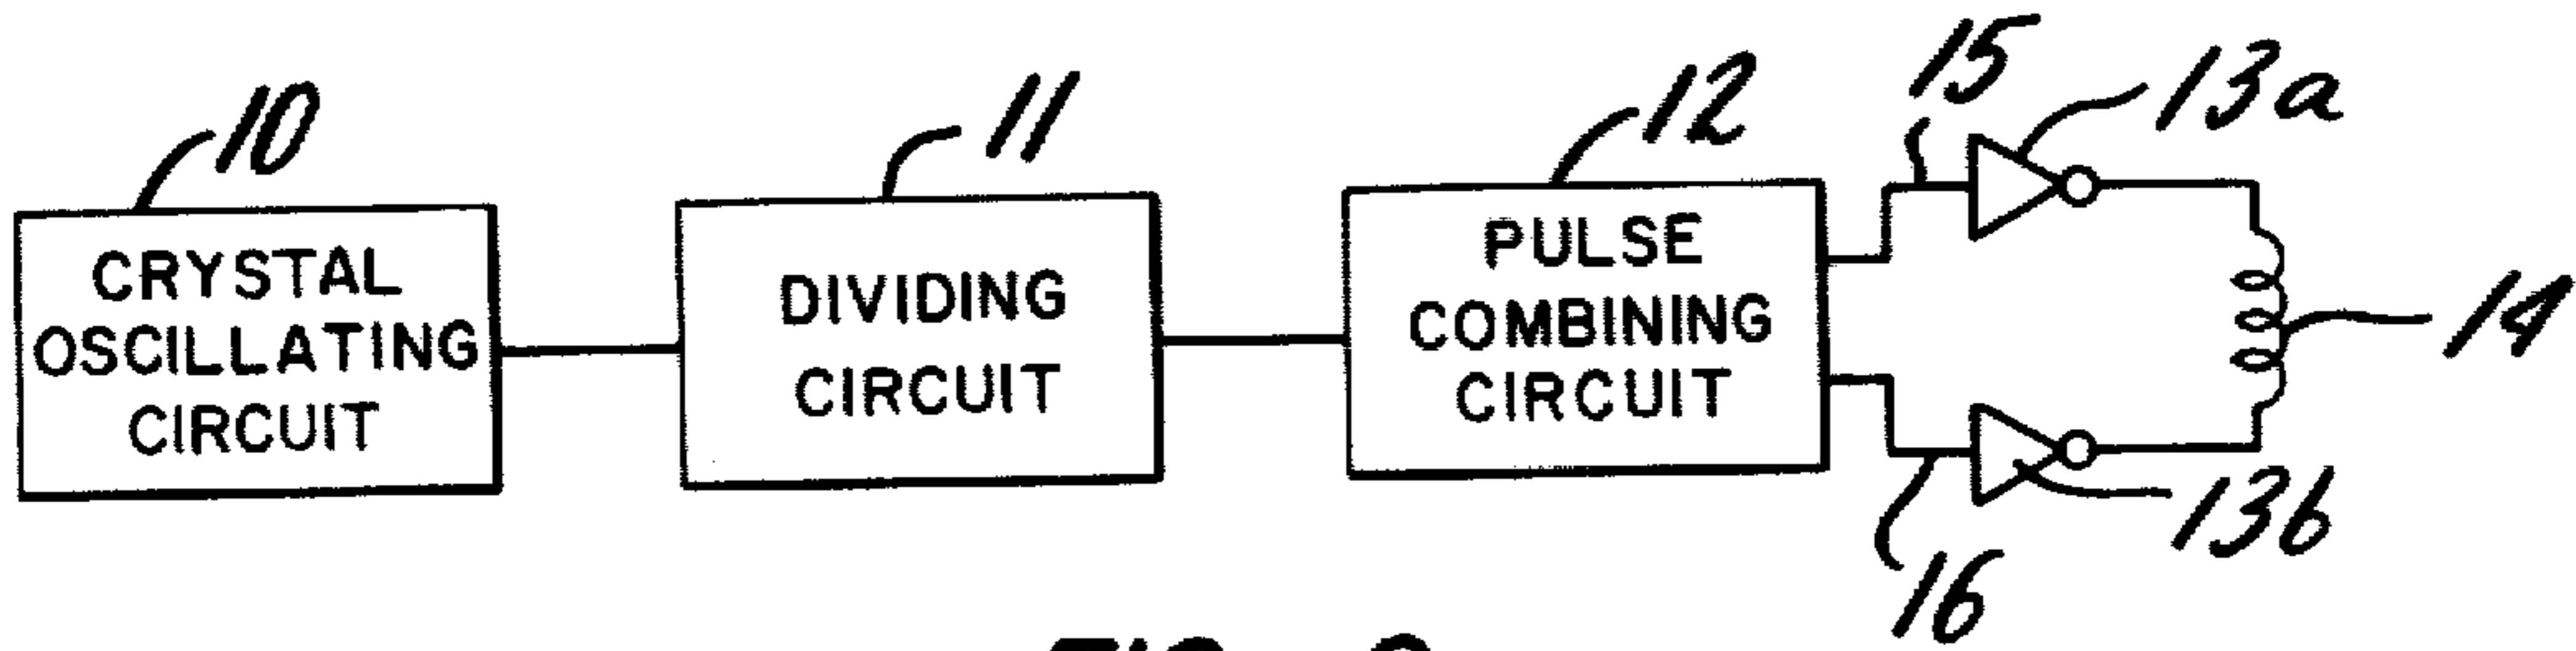 10
11
12
15
13a
CRYSTAL
OSCILLATING
CIRCUIT
DIVIDING
CIRCUIT
PULSE
COMBINING
CIRCUIT
14
13b
16